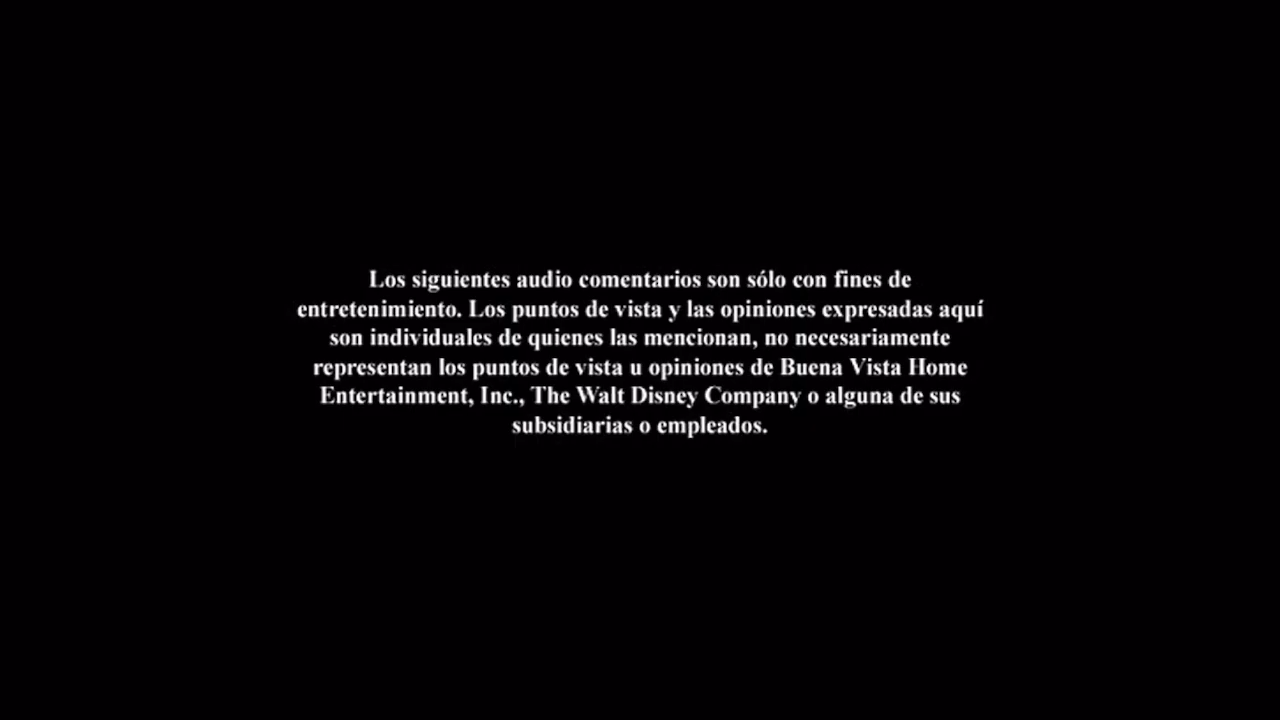 Los siguientes audio comentarios son sólo con fines de
entretenimiento. Los puntos de vista y las opiniones expresadas aquí
son individuales de quienes las mencionan, no necesariamente
representan los puntos de vista u opiniones de Buena Vista Home
Entertainment, Inc., The Walt Disney Company o alguna de sus
subsidiarias o empleados.